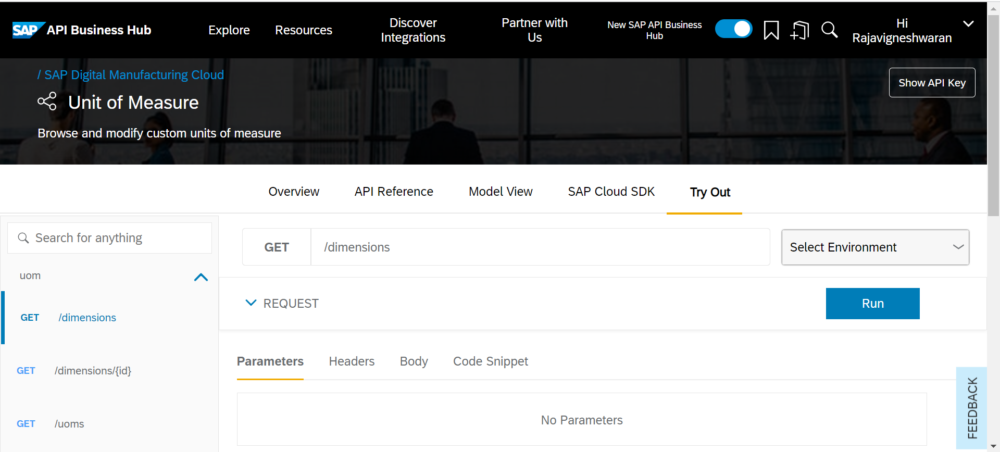 SAP API Business Hub
Explore
Resources
Discover
Integrations
Partner with
Us
New SAP API Business
Hub
Hi
Rajavigneshwaran
/ SAP Digital Manufacturing Cloud
Show API Key
Unit of Measure
Browse and modify custom units of measure
Overview
API Reference
Model View
SAP Cloud SDK
Try Out
Search for anything
uom
GET /dimensions
GET /dimensions/{id}
GET /uoms
GET /dimensions
Select Environment
REQUEST
Run
Parameters
Headers
Body
Code Snippet
No Parameters
FEEDBACK